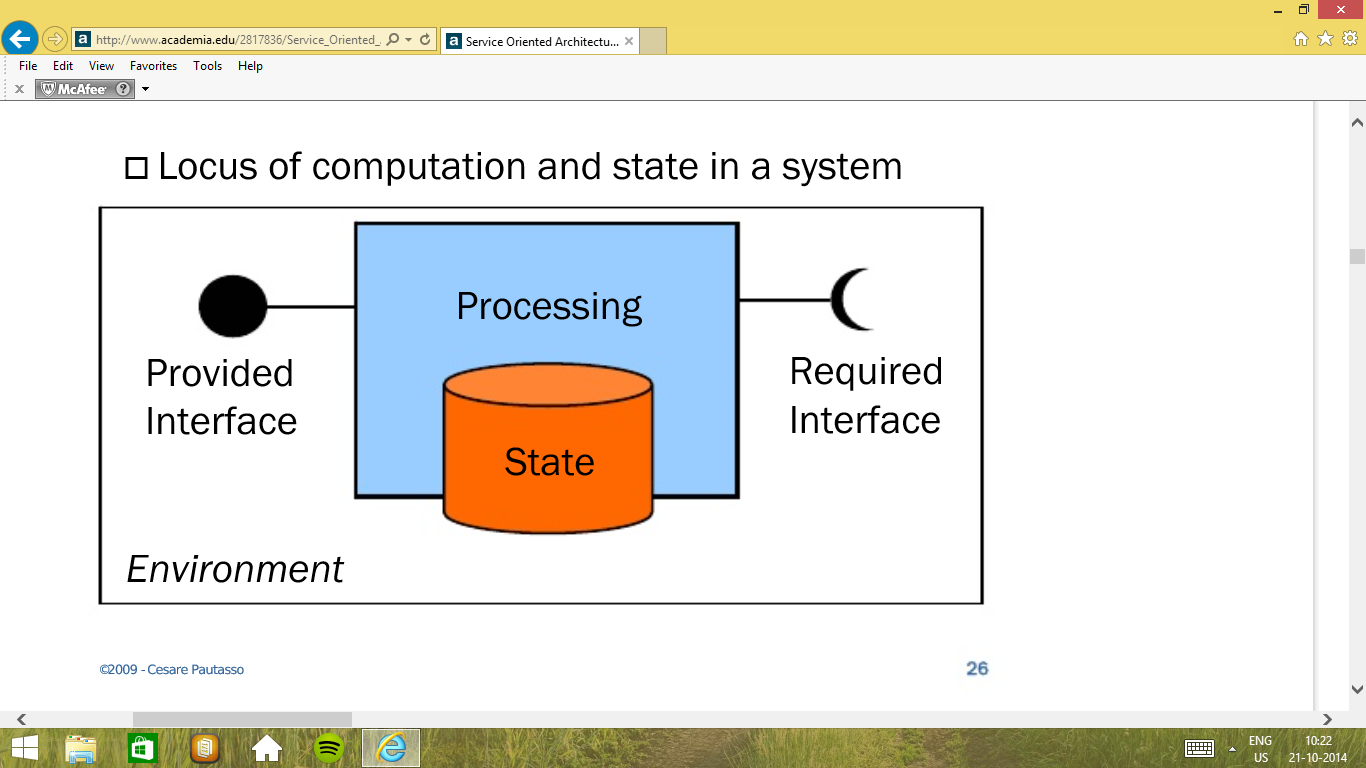 http://www.academia.edu/2817836/Service_Oriented_
Service Oriented Architectu...
File Edit View Favorites Tools Help
McAfee
Locus of computation and state in a system
Processing
Provided
Interface
Required
Interface
State
Environment
©2009 - Cesare Pautasso
26
ENG
US
10:22
21-10-2014